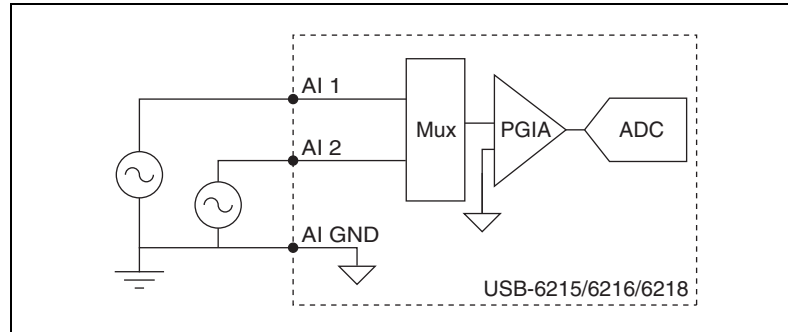 AI 1
Mux
PGIA
ADC
AI 2
AI GND
USB-6215/6216/6218